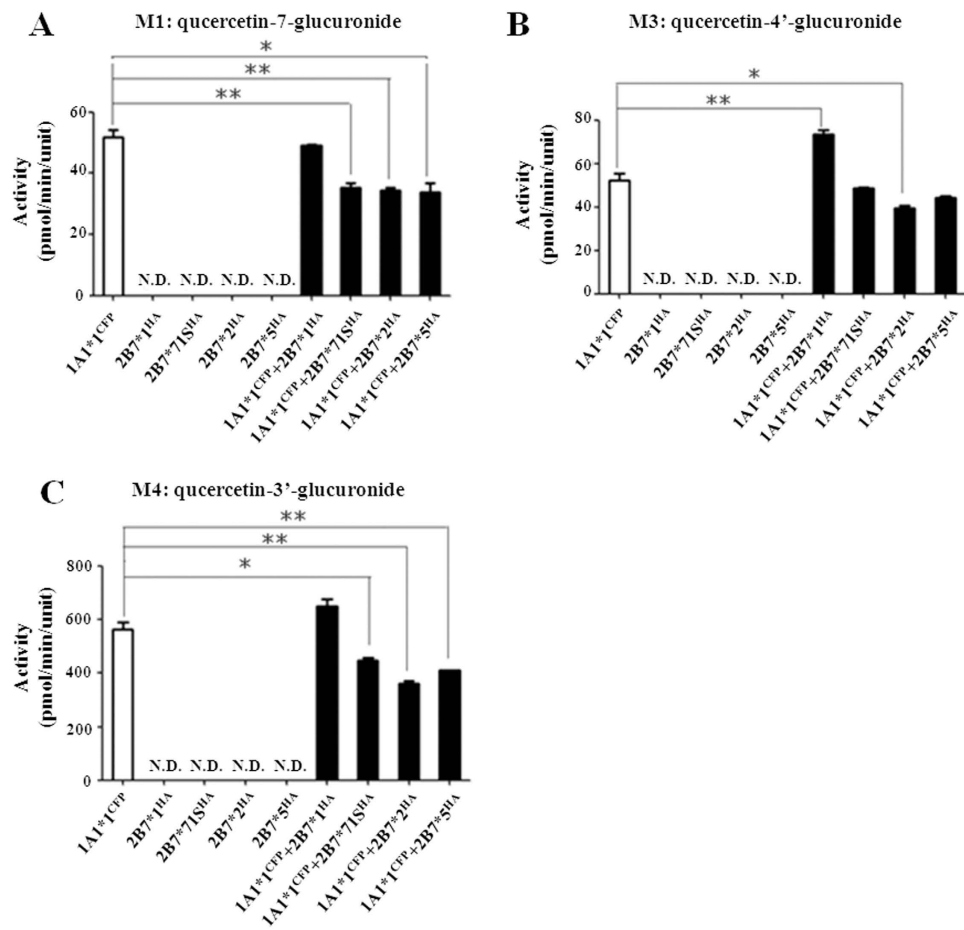 A
M1: qucercetin-7-glucuronide
*
**
**
Activity
(pmol/min/unit)
60
40
20
0
N.D. N.D. N.D. N.D.
1A1*1CFP
2B7*1HA
2B7*71SHA
2B7*2HA
2B7*5HA
1A1*1CFP+2B7*1HA
1A1*1CFP+2B7*71SHA
1A1*1CFP+2B7*2HA
1A1*1CFP+2B7*5HA
B
M3: qucercetin-4’-glucuronide
*
**
Activity
(pmol/min/unit)
80
60
40
20
0
N.D. N.D. N.D. N.D.
1A1*1CFP
2B7*1HA
2B7*71SHA
2B7*2HA
2B7*5HA
1A1*1CFP+2B7*1HA
1A1*1CFP+2B7*71SHA
1A1*1CFP+2B7*2HA
1A1*1CFP+2B7*5HA
C
M4: qucercetin-3’-glucuronide
**
**
*
Activity
(pmol/min/unit)
800
600
400
200
0
N.D. N.D. N.D. N.D.
1A1*1CFP
2B7*1HA
2B7*71SHA
2B7*2HA
2B7*5HA
1A1*1CFP+2B7*1HA
1A1*1CFP+2B7*71SHA
1A1*1CFP+2B7*2HA
1A1*1CFP+2B7*5HA